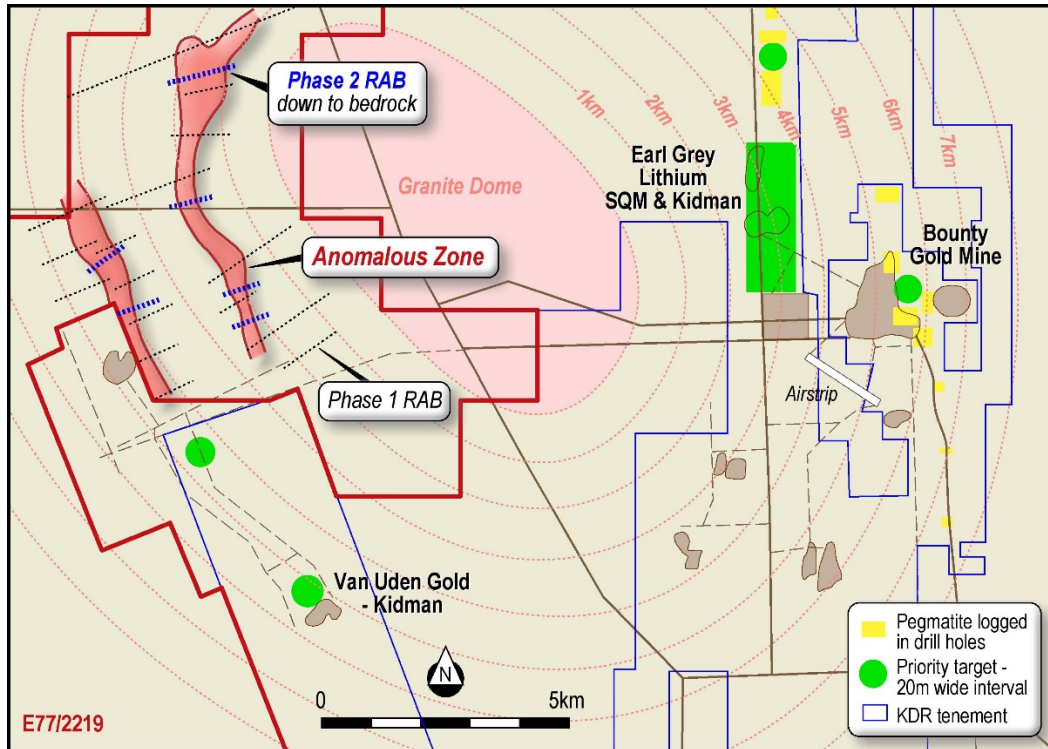 Phase 2 RAB
down to bedrock
1km
2km
3km
4km
5km
6km
7km
Earl Grey
Lithium
SQM & Kidman
Granite Dome
Bounty
Gold Mine
Anomalous Zone
Phase 1 RAB
Airstrip
Van Uden Gold
- Kidman
N
0
5km
E77/2219
Pegmatite logged
in drill holes
Priority target -
20m wide interval
KDR tenement